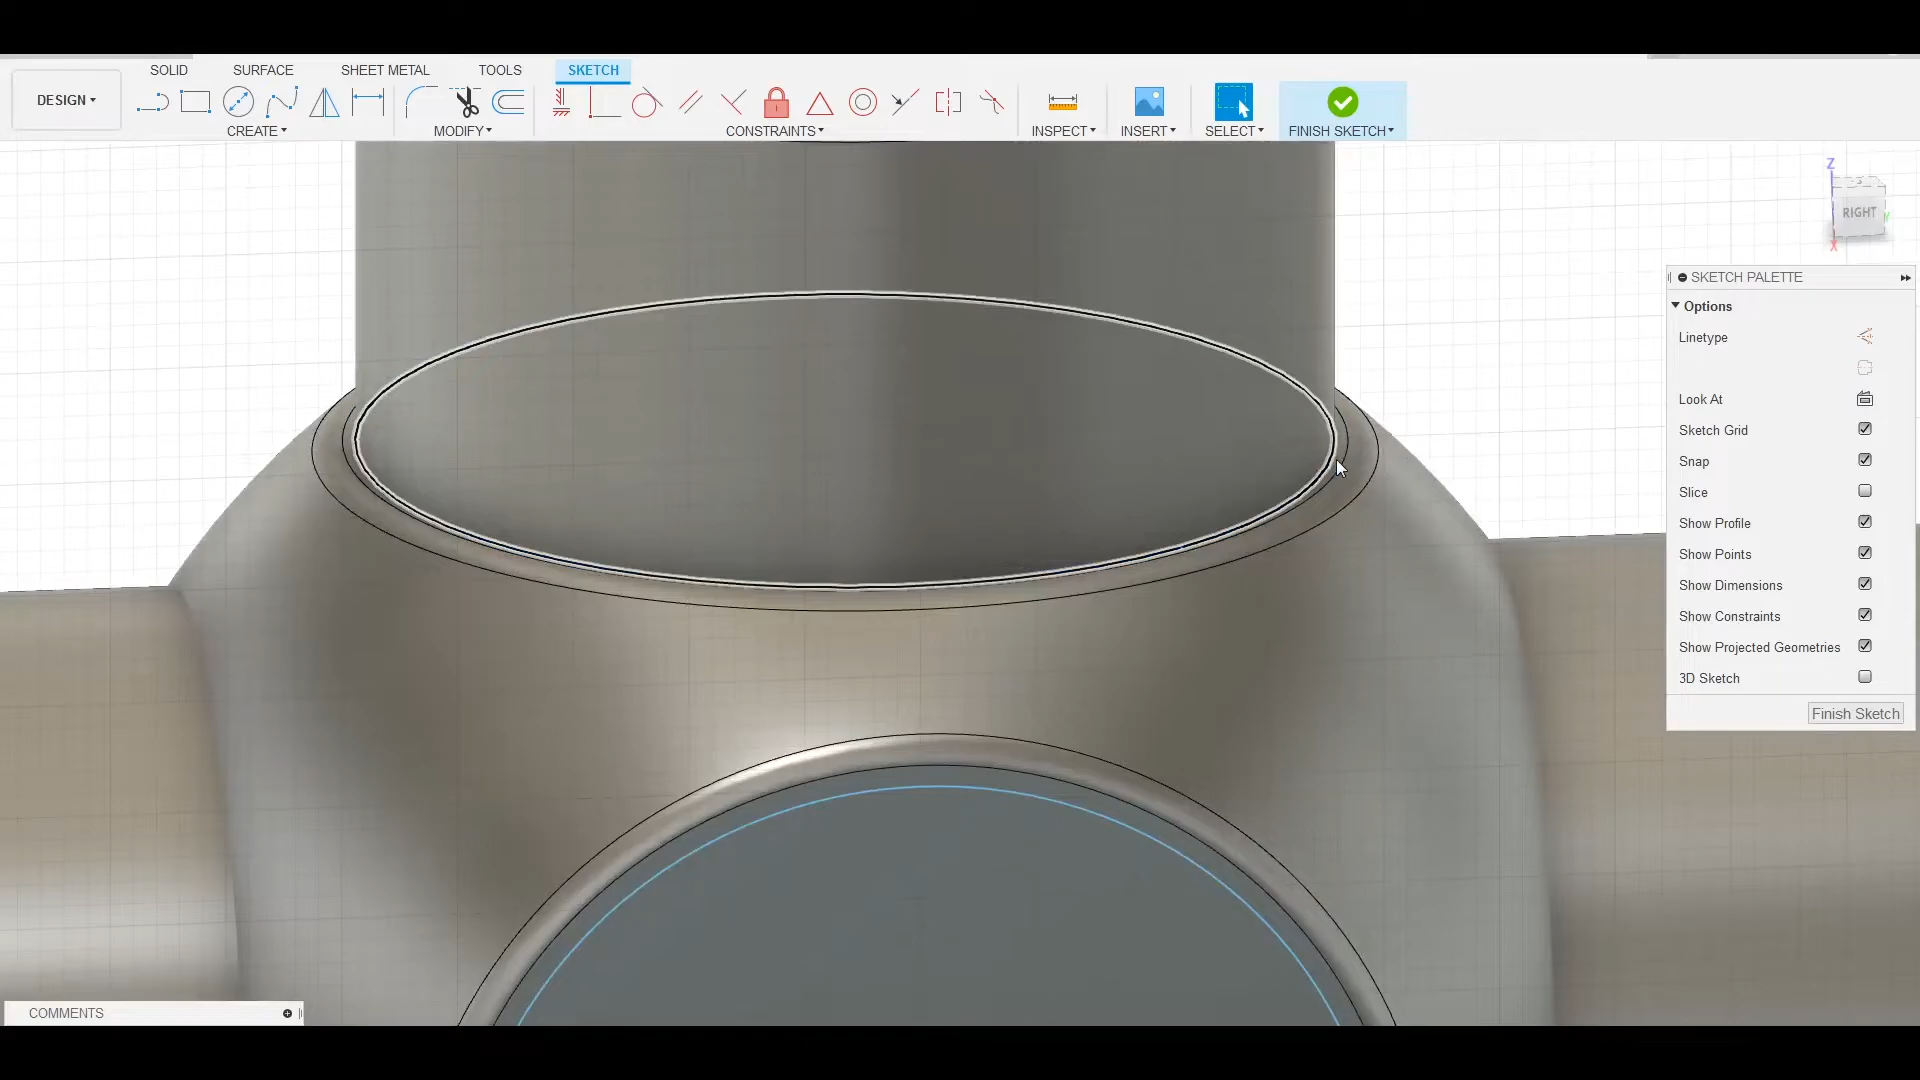 SOLID
SURFACE
SHEET METAL
TOOLS
SKETCH
DESIGN
CREATE
MODIFY
CONSTRAINTS
INSPECT
INSERT
SELECT
FINISH SKETCH
Z
RIGHT
Y
X
SKETCH PALETTE
Options
Linetype
Look At
Sketch Grid
Snap
Slice
Show Profile
Show Points
Show Dimensions
Show Constraints
Show Projected Geometries
3D Sketch
Finish Sketch
COMMENTS